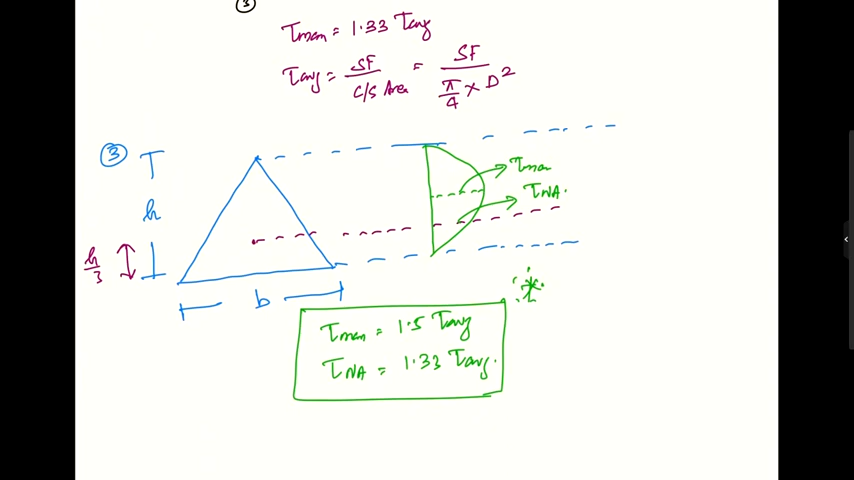 3
τmax = 1.33 τavg
τavg = SF / C/S Area = SF / π/4 × D²
③
h
τmax
τNA.
h/3
b
τmax = 1.5 τavg
τNA = 1.33 τavg.